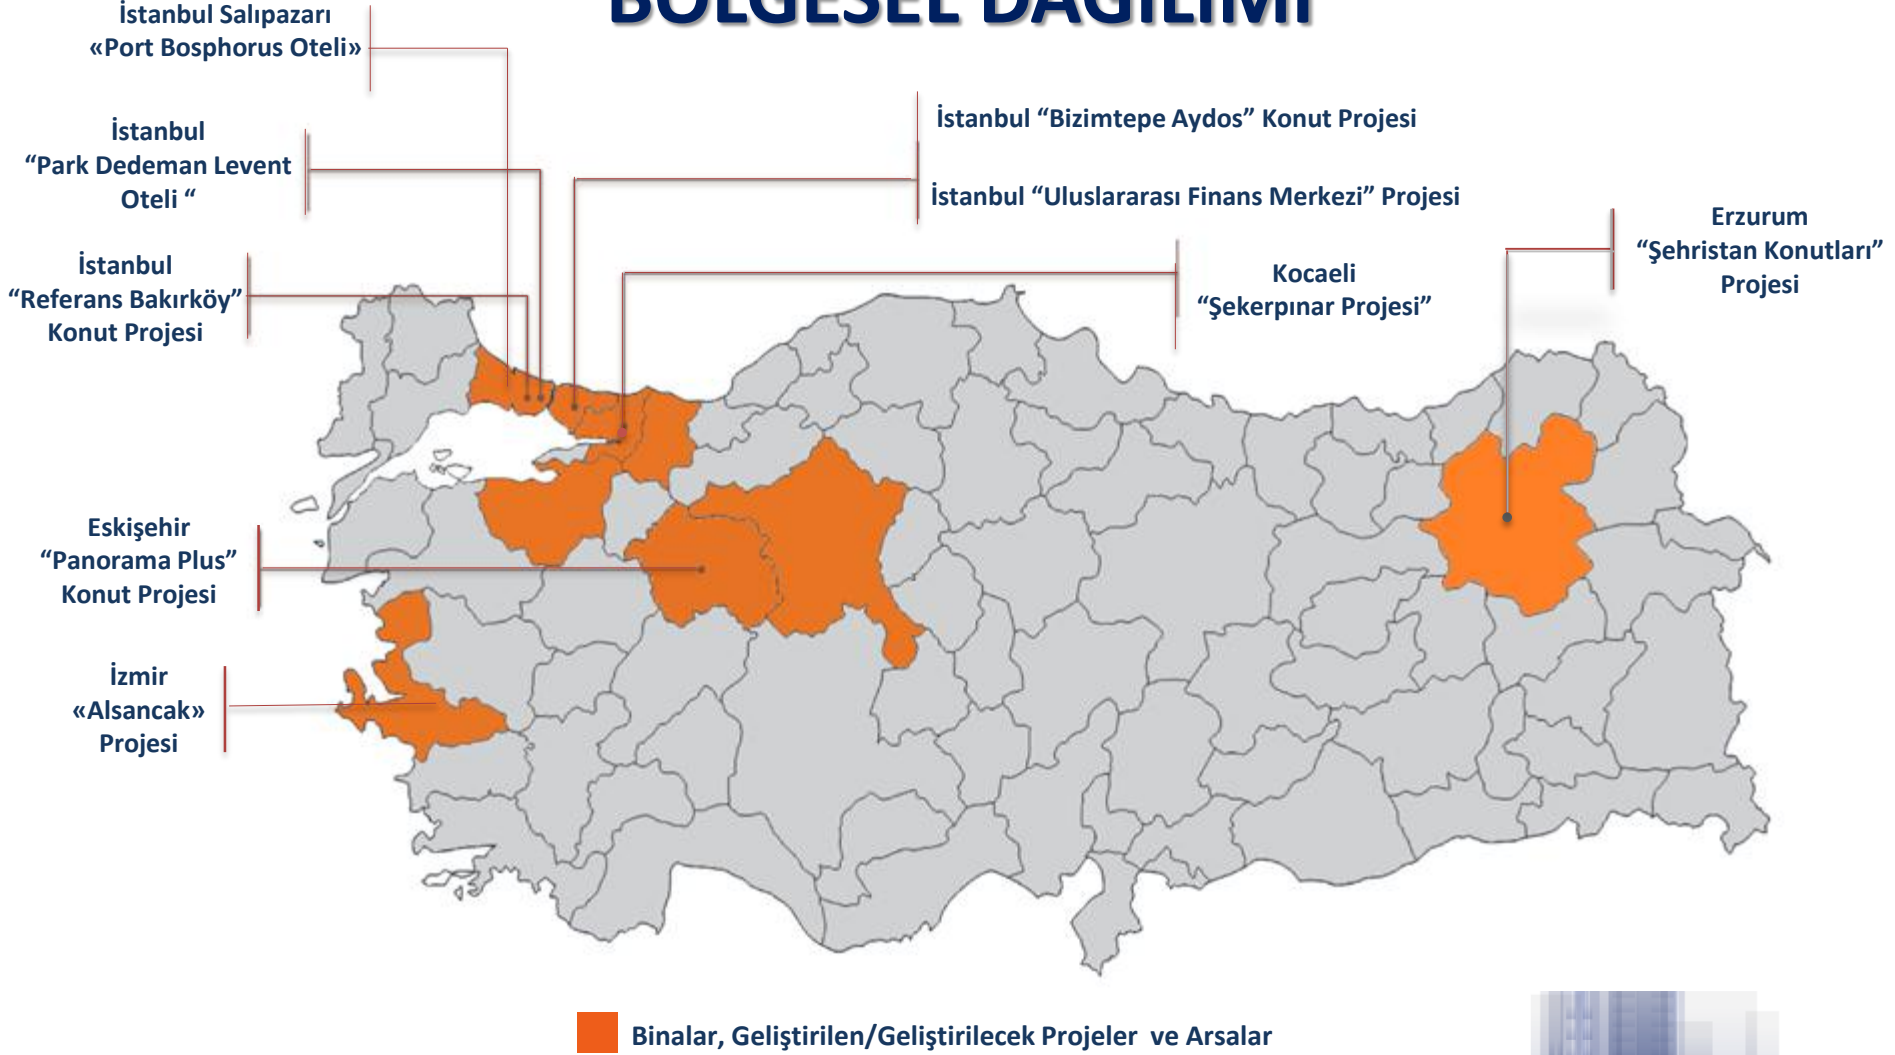 BÖLGESEL DAĞILIMI
İstanbul Salıpazarı
«Port Bosphorus Oteli»
İstanbul
“Park Dedeman Levent
Oteli “
İstanbul
“Referans Bakırköy”
Konut Projesi
İstanbul “Bizimtepe Aydos” Konut Projesi
İstanbul “Uluslararası Finans Merkezi” Projesi
Kocaeli
“Şekerpınar Projesi”
Erzurum
“Şehristan Konutları”
Projesi
Eskişehir
“Panorama Plus”
Konut Projesi
İzmir
«Alsancak»
Projesi
Binalar, Geliştirilen/Geliştirilecek Projeler ve Arsalar